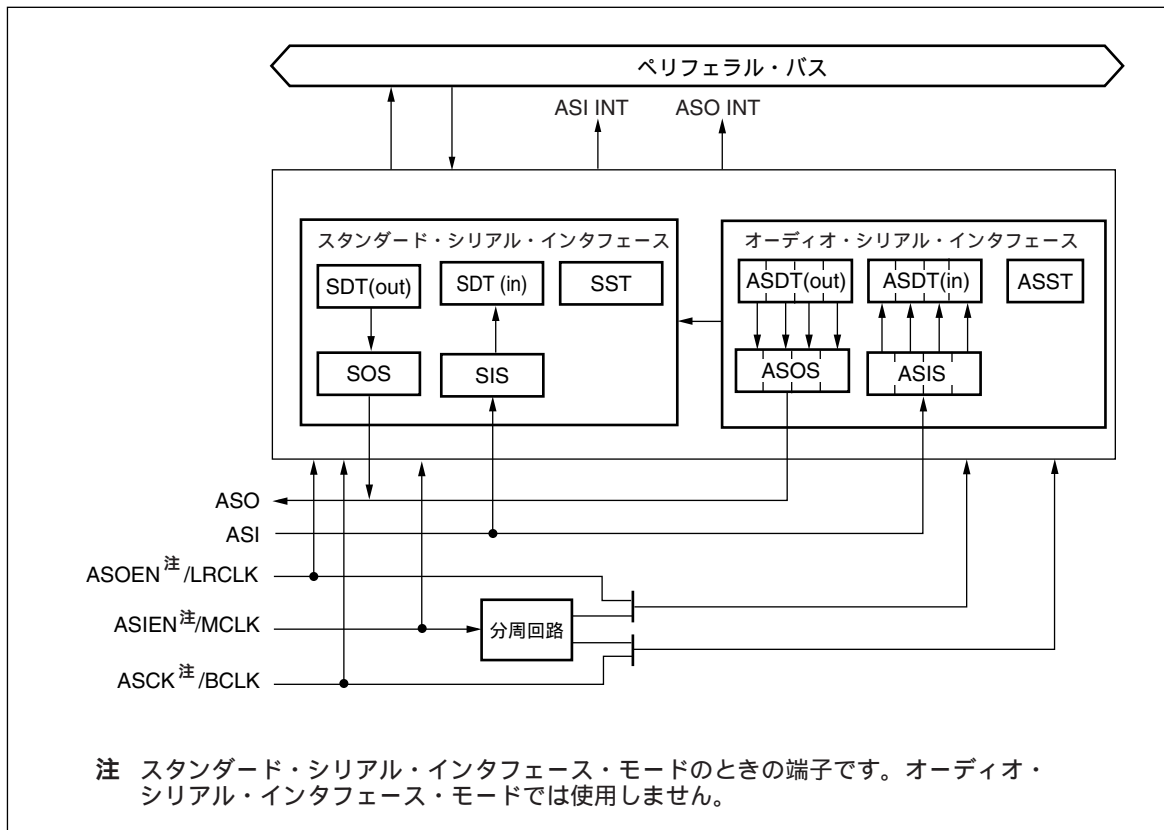 ペリフェラル・バス
ASI INT
ASO INT
スタンダード・シリアル・インタフェース
オーディオ・シリアル・インタフェース
SDT(out)
SDT (in)
SST
ASDT(out)
ASDT(in)
ASST
SOS
SIS
ASOS
ASIS
ASO
ASI
ASOEN注/LRCLK
ASIEN注/MCLK
分周回路
ASCK注/BCLK
注 スタンダード・シリアル・インタフェース・モードのときの端子です。オーディオ・
シリアル・インタフェース・モードでは使用しません。